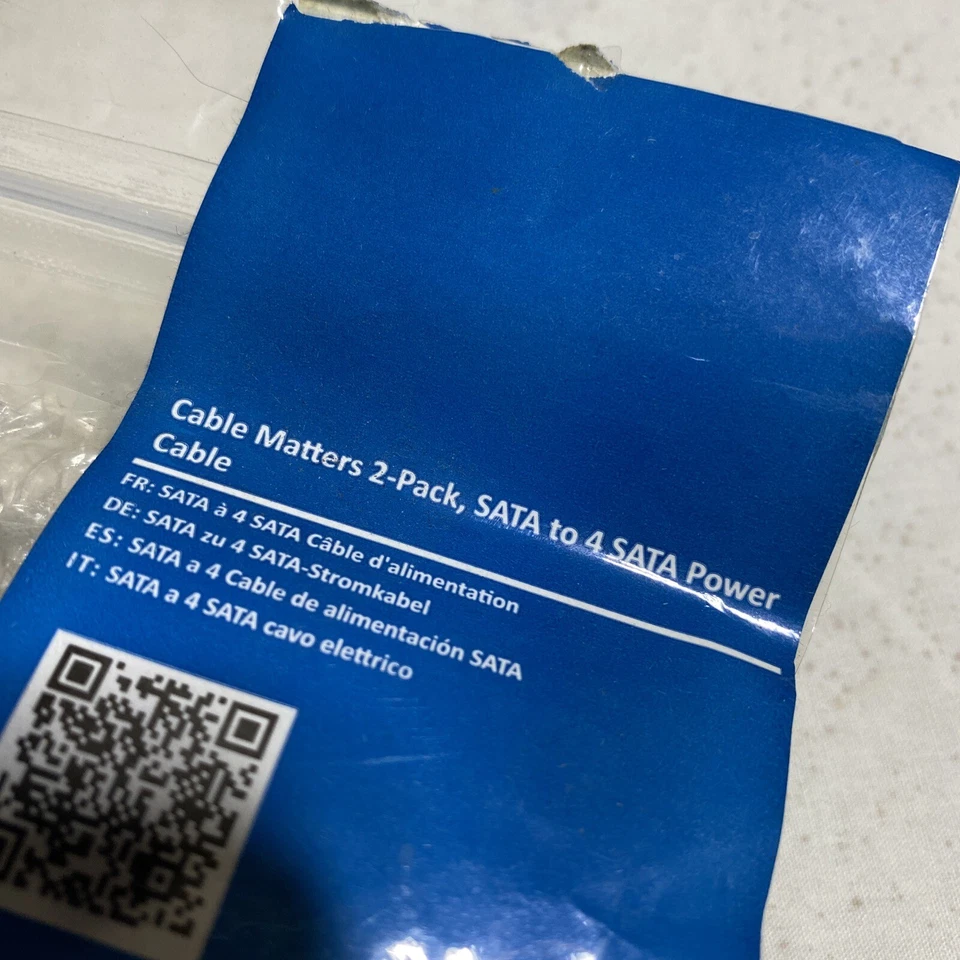 Cable Matters 2-Pack, SATA to 4 SATA Power
Cable
FR: SATA à 4 SATA Câble d'alimentation
DE: SATA zu 4 SATA-Stromkabel
ES: SATA a 4 Cable de alimentación SATA
IT: SATA a 4 SATA cavo elettrico